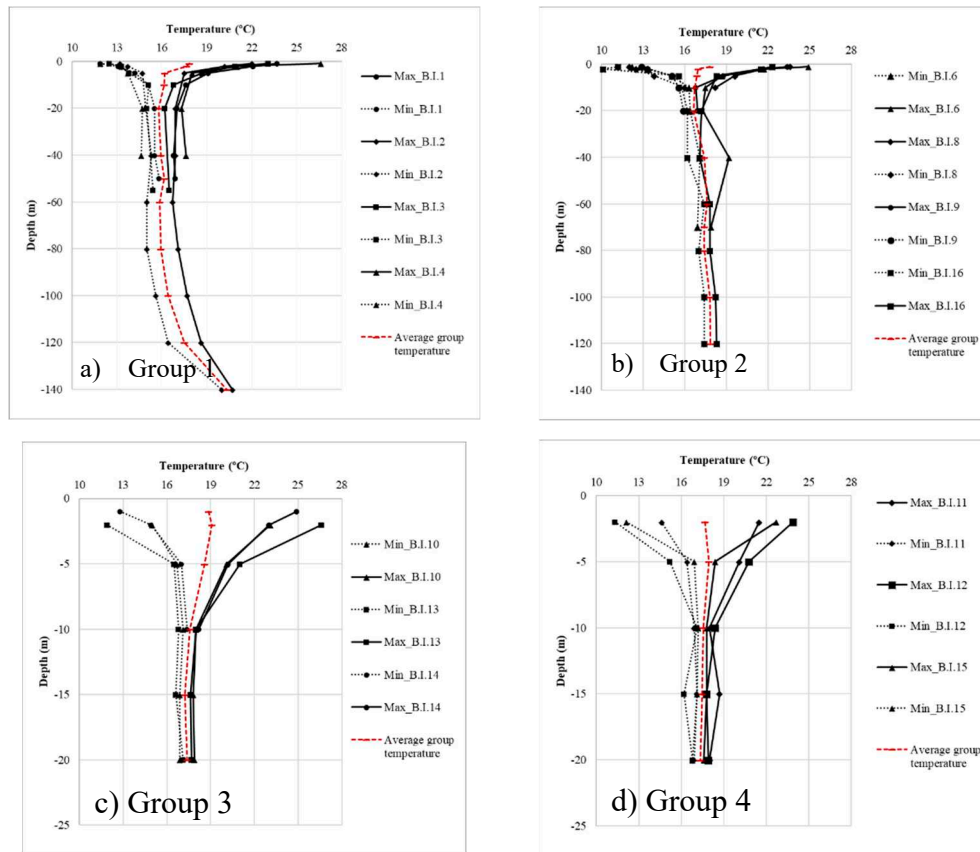 Temperature (°C)
10 13 16 19 22 25 28
0
-20
-40
-60
-80
-100
-120
-140
Depth (m)
Max_B.I.1
Min_B.I.1
Max_B.I.2
Min_B.I.2
Max_B.I.3
Min_B.I.3
Max_B.I.4
Min_B.I.4
Average group
temperature
a) Group 1
Temperature (°C)
10 13 16 19 22 25 28
0
-20
-40
-60
-80
-100
-120
-140
Depth (m)
Min_B.I.6
Max_B.I.6
Max_B.I.8
Min_B.I.8
Max_B.I.9
Min_B.I.9
Min_B.I.16
Max_B.I.16
Average group
temperature
b) Group 2
Temperature (°C)
10 13 16 19 22 25 28
0
-5
-10
-15
-20
-25
Depth (m)
Min_B.I.10
Max_B.I.10
Min_B.I.13
Max_B.I.13
Min_B.I.14
Max_B.I.14
Average group
temperature
c) Group 3
Temperature (°C)
10 13 16 19 22 25 28
0
-5
-10
-15
-20
-25
Depth (m)
Max_B.I.11
Min_B.I.11
Max_B.I.12
Min_B.I.12
Max_B.I.15
Min_B.I.15
Average group
temperature
d) Group 4